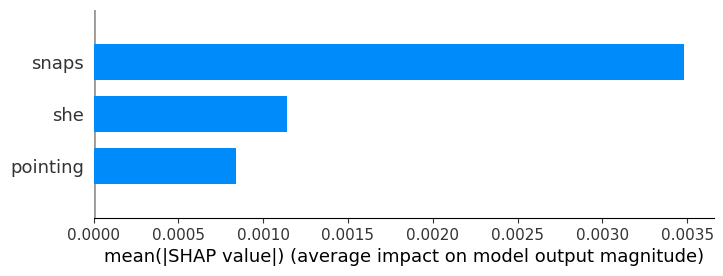 snaps
she
pointing
0.0000 0.0005 0.0010 0.0015 0.0020 0.0025 0.0030 0.0035
mean(|SHAP value|) (average impact on model output magnitude)